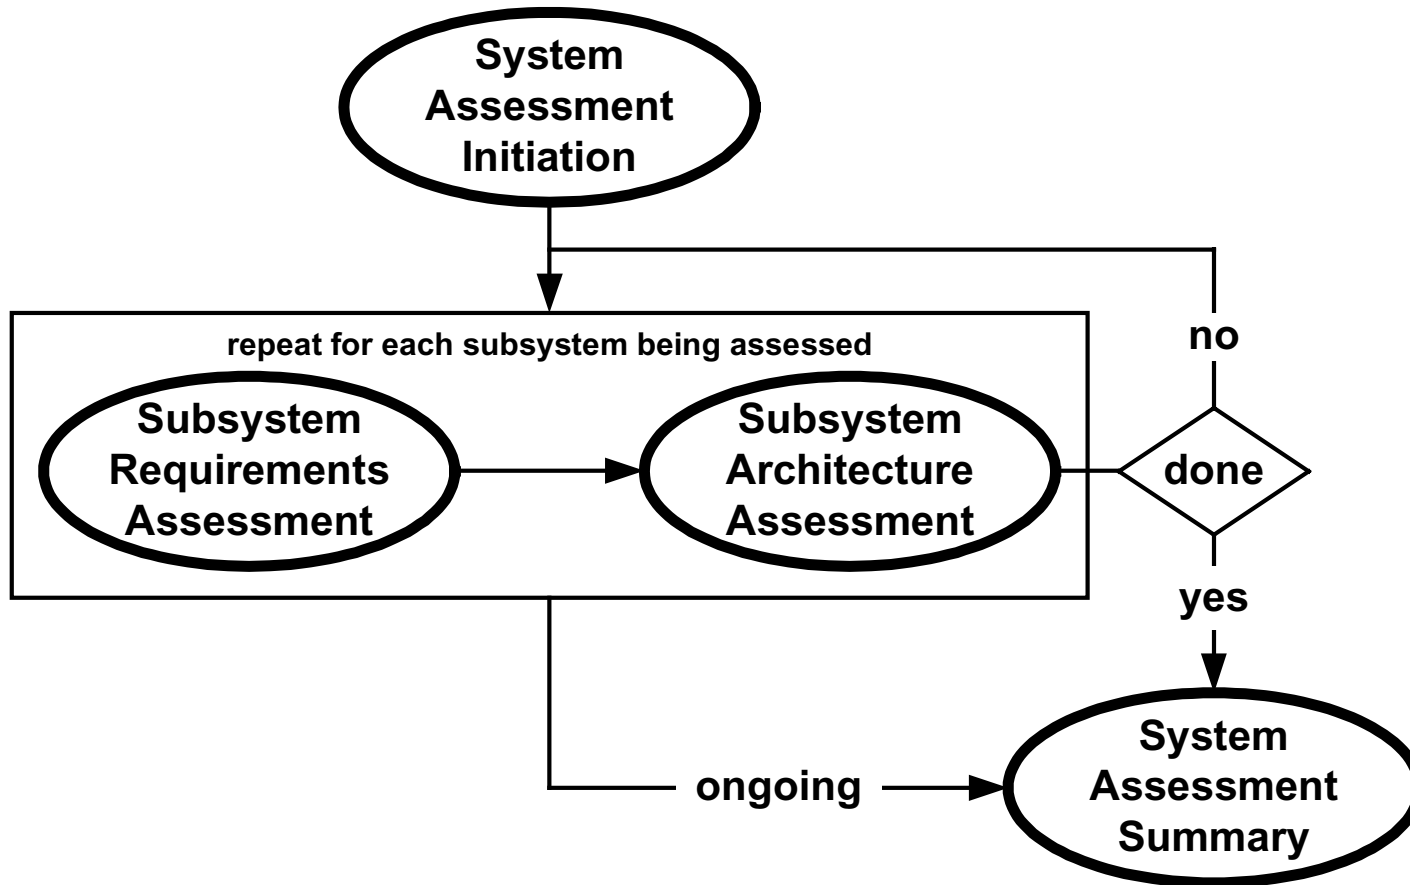 System
Assessment
Initiation
repeat for each subsystem being assessed
no
Subsystem
Requirements
Assessment
Subsystem
Architecture
Assessment
done
yes
ongoing
System
Assessment
Summary